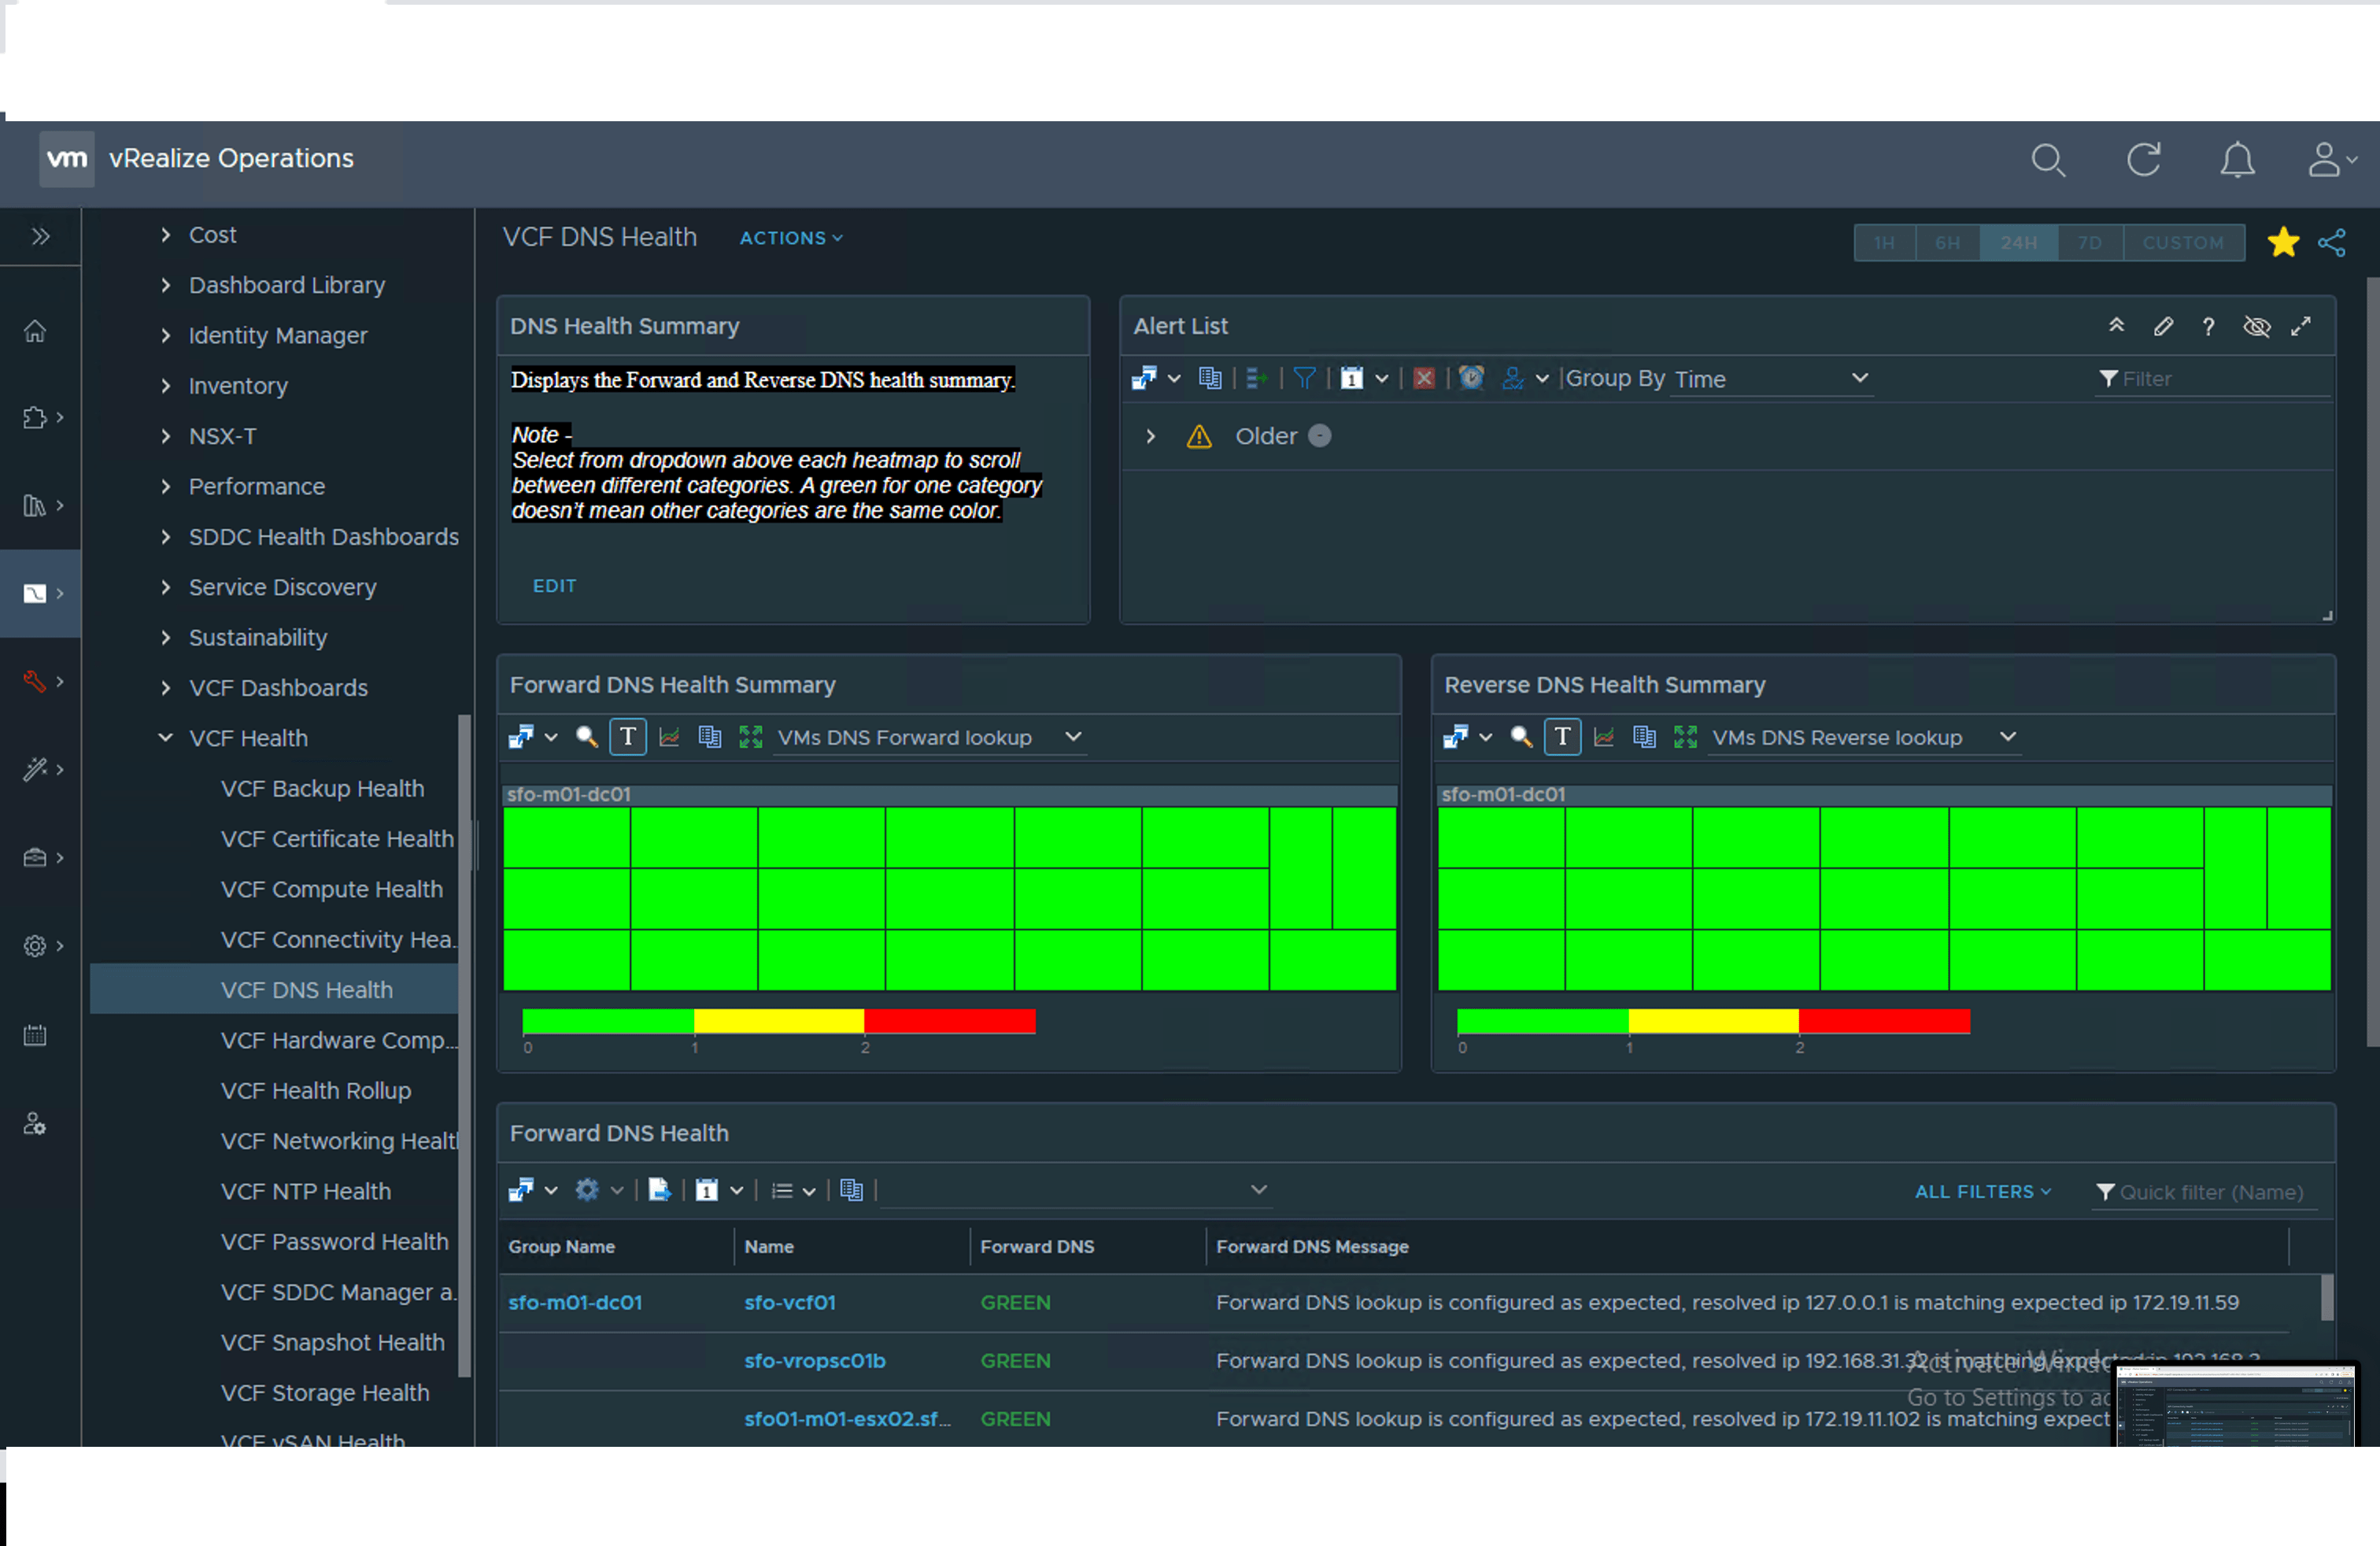 vm vRealize Operations
Cost
Dashboard Library
Identity Manager
Inventory
NSX-T
Performance
SDDC Health Dashboards
Service Discovery
Sustainability
VCF Dashboards
VCF Health
VCF Backup Health
VCF Certificate Health
VCF Compute Health
VCF Connectivity Hea..
VCF DNS Health
VCF Hardware Comp...
VCF Health Rollup
VCF Networking Healt
VCF NTP Health
VCF Password Health
VCF SDDC Manager a..
VCF Snapshot Health
VCF Storage Health
VCF vSAN Health
VCF DNS Health ACTIONS
1H 6H 24H 7D CUSTOM
DNS Health Summary
Displays the Forward and Reverse DNS health summary.
Note -
Select from dropdown above each heatmap to scroll
between different categories. A green for one category
doesn't mean other categories are the same color.
EDIT
Alert List
1 Group By Time Filter
Older -
Forward DNS Health Summary
T VMs DNS Forward lookup
sfo-m01-dc01
0 1 2
Reverse DNS Health Summary
T VMs DNS Reverse lookup
sfo-m01-dc01
0 1 2
Forward DNS Health
1 ALL FILTERS Quick filter (Name)
Group Name Name Forward DNS Forward DNS Message
sfo-m01-dc01 sfo-vcf01 GREEN Forward DNS lookup is configured as expected, resolved ip 127.0.0.1 is matching expected ip 172.19.11.59
sfo-vropsc01b GREEN Forward DNS lookup is configured as expected, resolved ip 192.168.31.32 is matching
sfo01-m01-esx02.sf... GREEN Forward DNS lookup is configured as expected, resolved ip 172.19.11.102 is matching expect
Activate
Go to Settings to ac